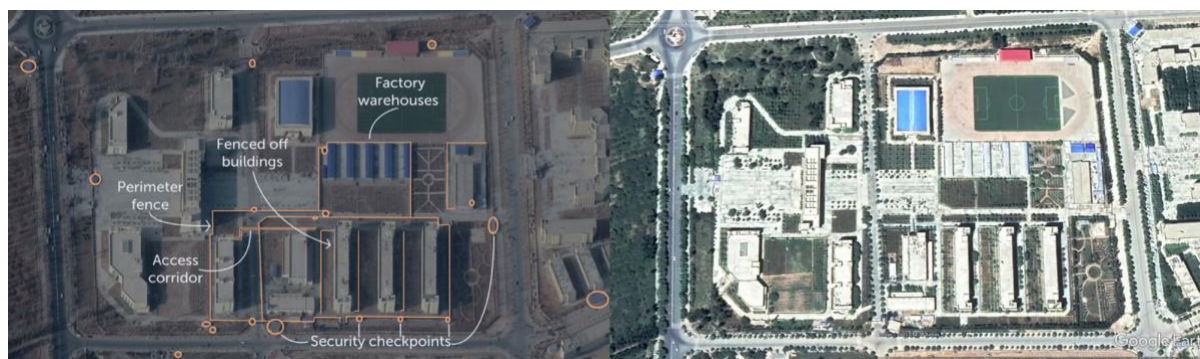 Factory
warehouses
Fenced off
buildings
Perimeter
fence
Access
corridor
Security checkpoints
Google Earth